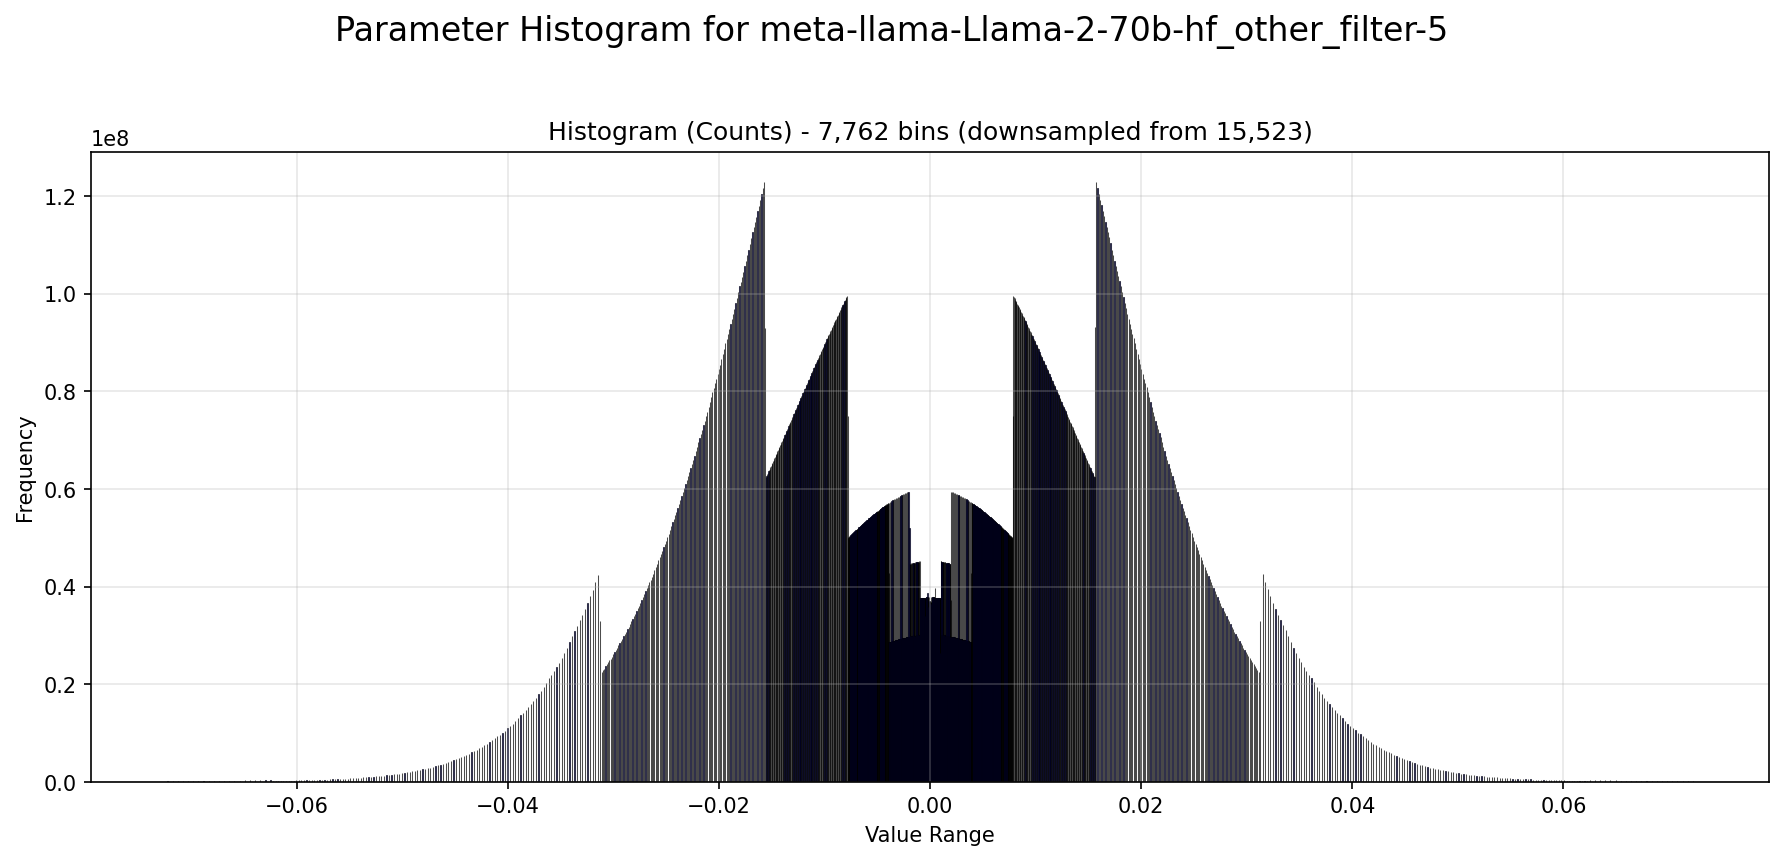 Parameter Histogram for meta-llama-Llama-2-70b-hf_other_filter-5
Histogram (Counts) - 7,762 bins (downsampled from 15,523)
1e8
1.2
1.0
0.8
0.6
0.4
0.2
0.0
Frequency
−0.06 −0.04 −0.02 0.00 0.02 0.04 0.06
Value Range